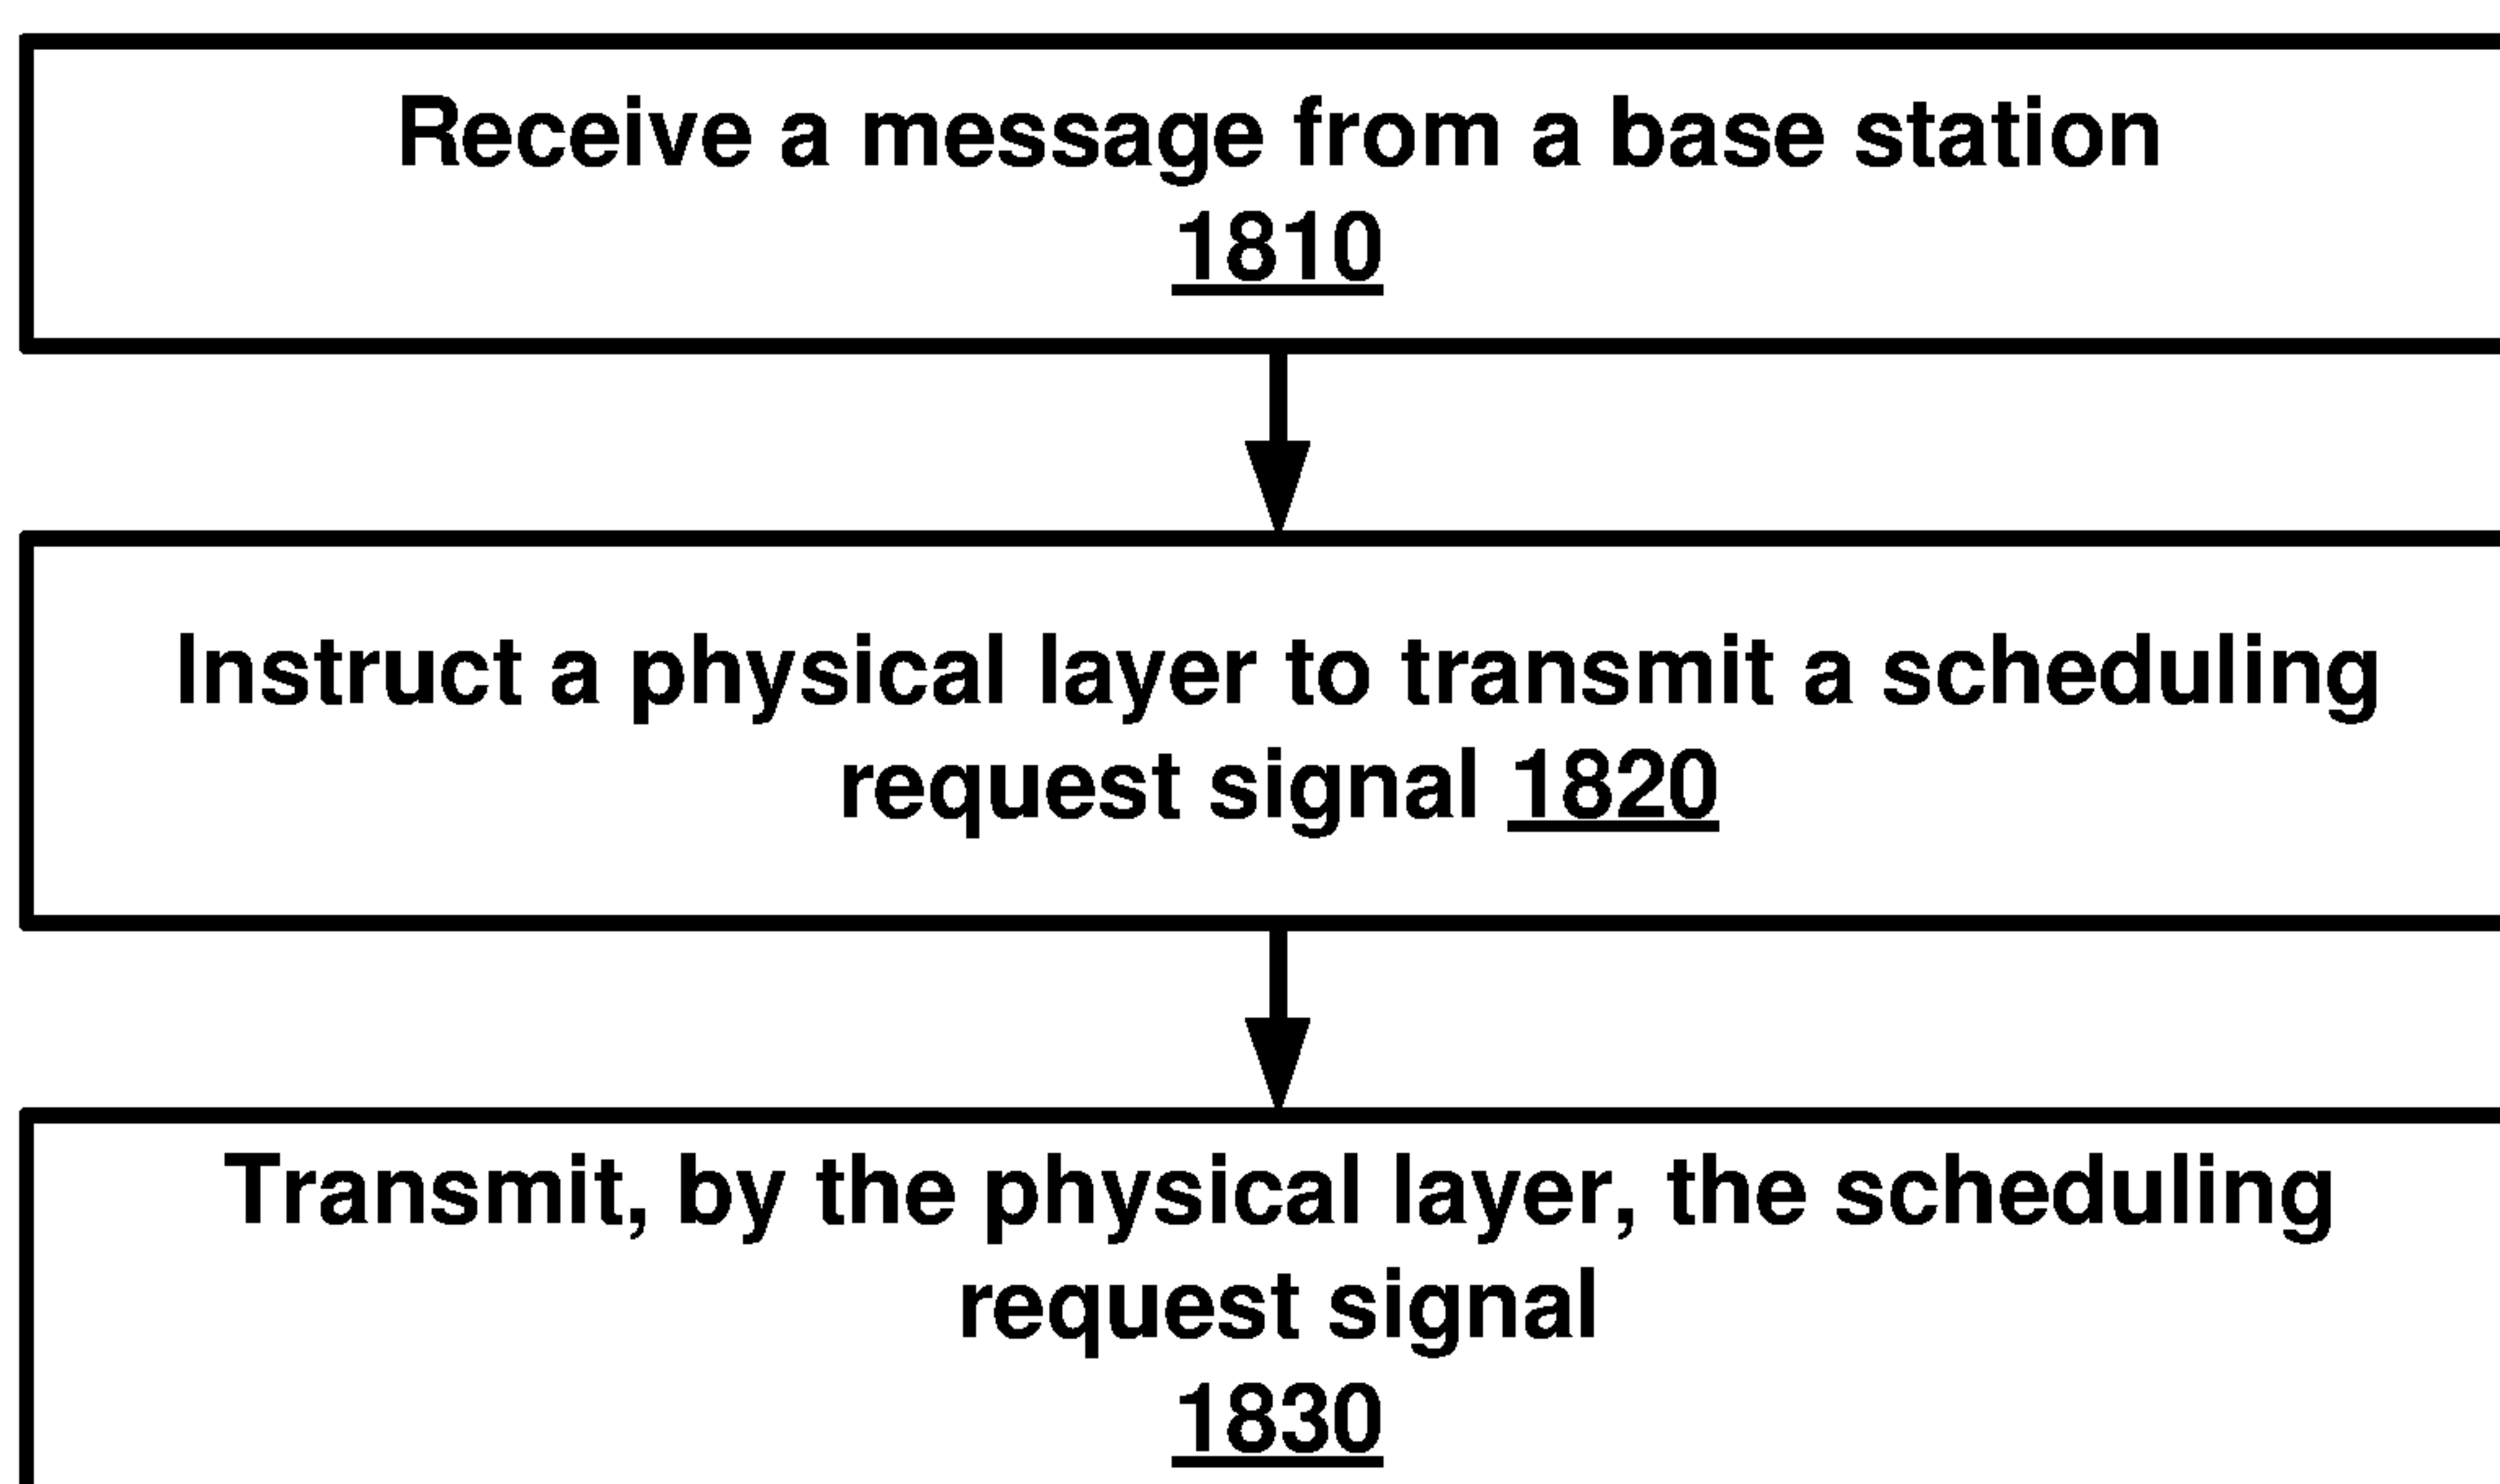 Receive a message from a base station
1810
Instruct a physical layer to transmit a scheduling
request signal 1820
Transmit, by the physical layer, the scheduling
request signal
1830